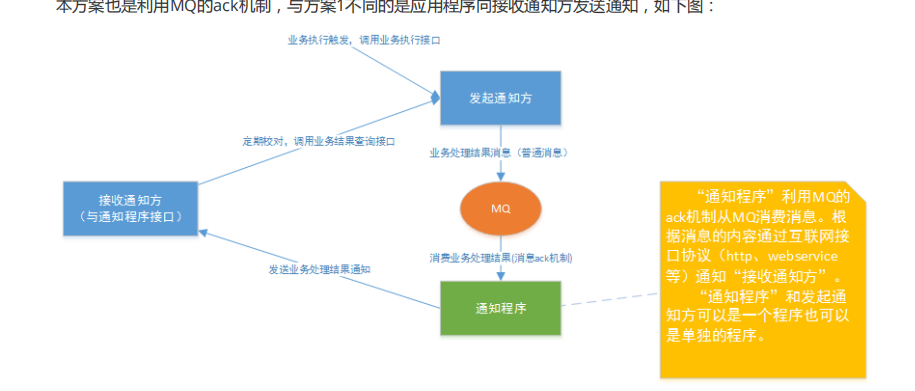 本方案也是利用MQ的ack机制，与方案1不同的是应用程序向接收通知方发送通知，如下图：
业务执行触发，调用业务执行接口
发起通知方
定期校对，调用业务结果查询接口
业务处理结果消息（普通消息）
接收通知方
（与通知程序接口）
MQ
“通知程序”利用MQ的
ack机制从MQ消费消息。根
据消息的内容通过互联网接
口协议（http、webservice
等）通知“接收通知方”。
“通知程序”和发起通
知方可以是一个程序也可以
是单独的程序。
消费业务处理结果(消息ack机制)
发送业务处理结果通知
通知程序